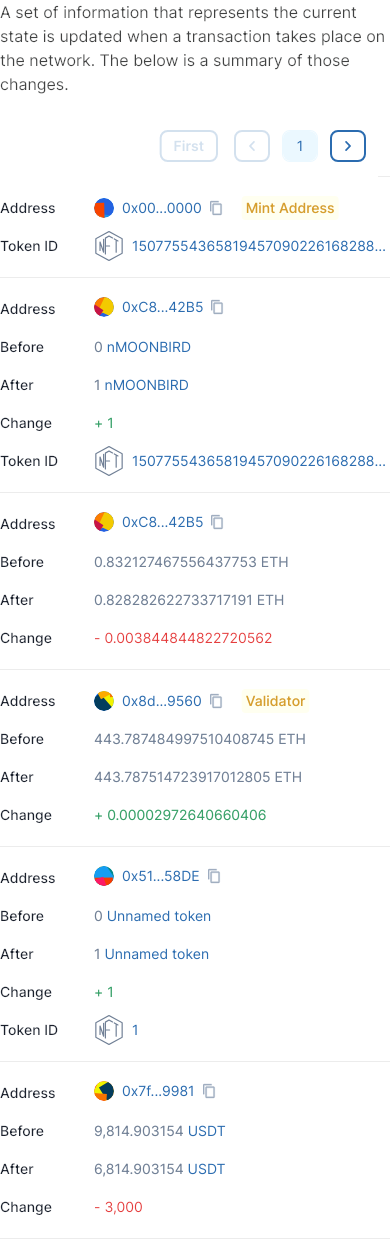 A set of information that represents the current
state is updated when a transaction takes place on
the network. The below is a summary of those
changes.
First
1
Address 0x00...0000 Mint Address
Token ID NFT 15077554365819457090226168288...
Address 0xC8...42B5
Before 0 nMOONBIRD
After 1 nMOONBIRD
Change + 1
Token ID NFT 15077554365819457090226168288...
Address 0xC8...42B5
Before 0.832127467556437753 ETH
After 0.828282622733717191 ETH
Change - 0.003844844822720562
Address 0x8d...9560 Validator
Before 443.787484997510408745 ETH
After 443.787514723917012805 ETH
Change + 0.00002972640660406
Address 0x51...58DE
Before 0 Unnamed token
After 1 Unnamed token
Change + 1
Token ID NFT 1
Address 0x7f...9981
Before 9,814.903154 USDT
After 6,814.903154 USDT
Change - 3,000